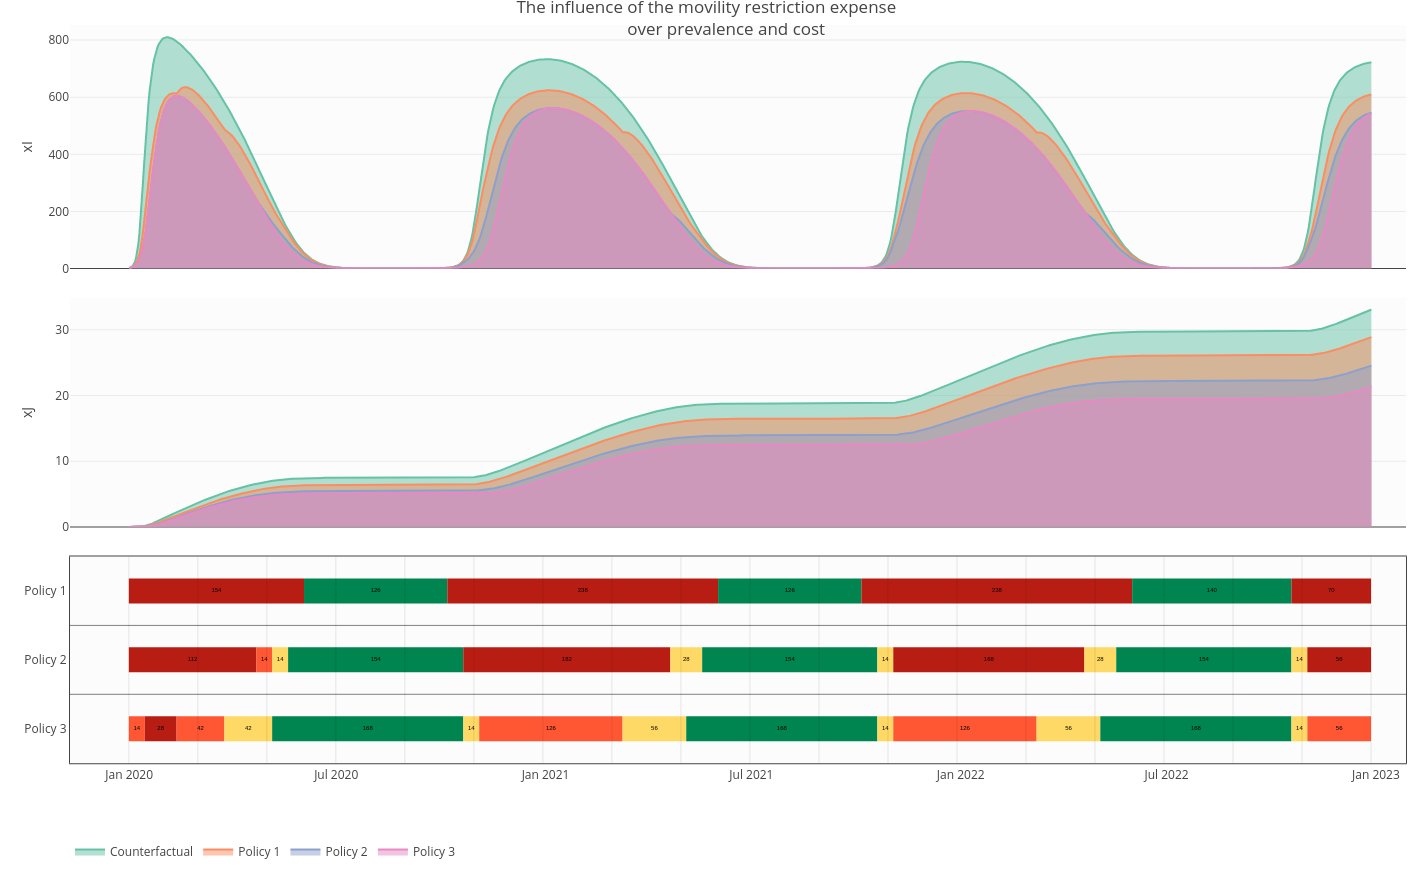 The influence of the movility restriction expense
over prevalence and cost
800
600
400
200
0
xI
30
20
10
0
xJ
Policy 1
154 126 238 126 238 140 70
Policy 2
112 14 14 154 182 28 154 14 168 28 154 14 56
Policy 3
14 28 42 42 168 14 126 56 168 14 126 56 168 14 56
Jan 2020 Jul 2020 Jan 2021 Jul 2021 Jan 2022 Jul 2022 Jan 2023
Counterfactual Policy 1 Policy 2 Policy 3